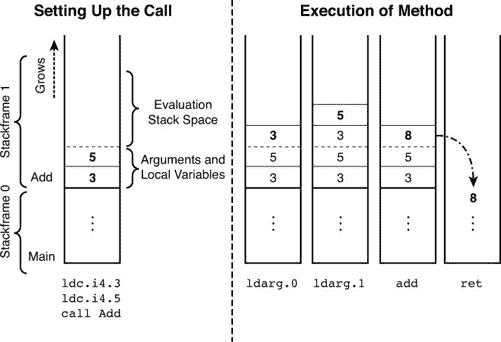 Setting Up the Call
Execution of Method
Grows
Stackframe 1
Evaluation
Stack Space
5
3
Add
Arguments and
Local Variables
Stackframe 0
Main
ldc.i4.3
ldc.i4.5
call Add
3
5
3
5
3
5
3
8
5
3
8
ldarg.0
ldarg.1
add
ret